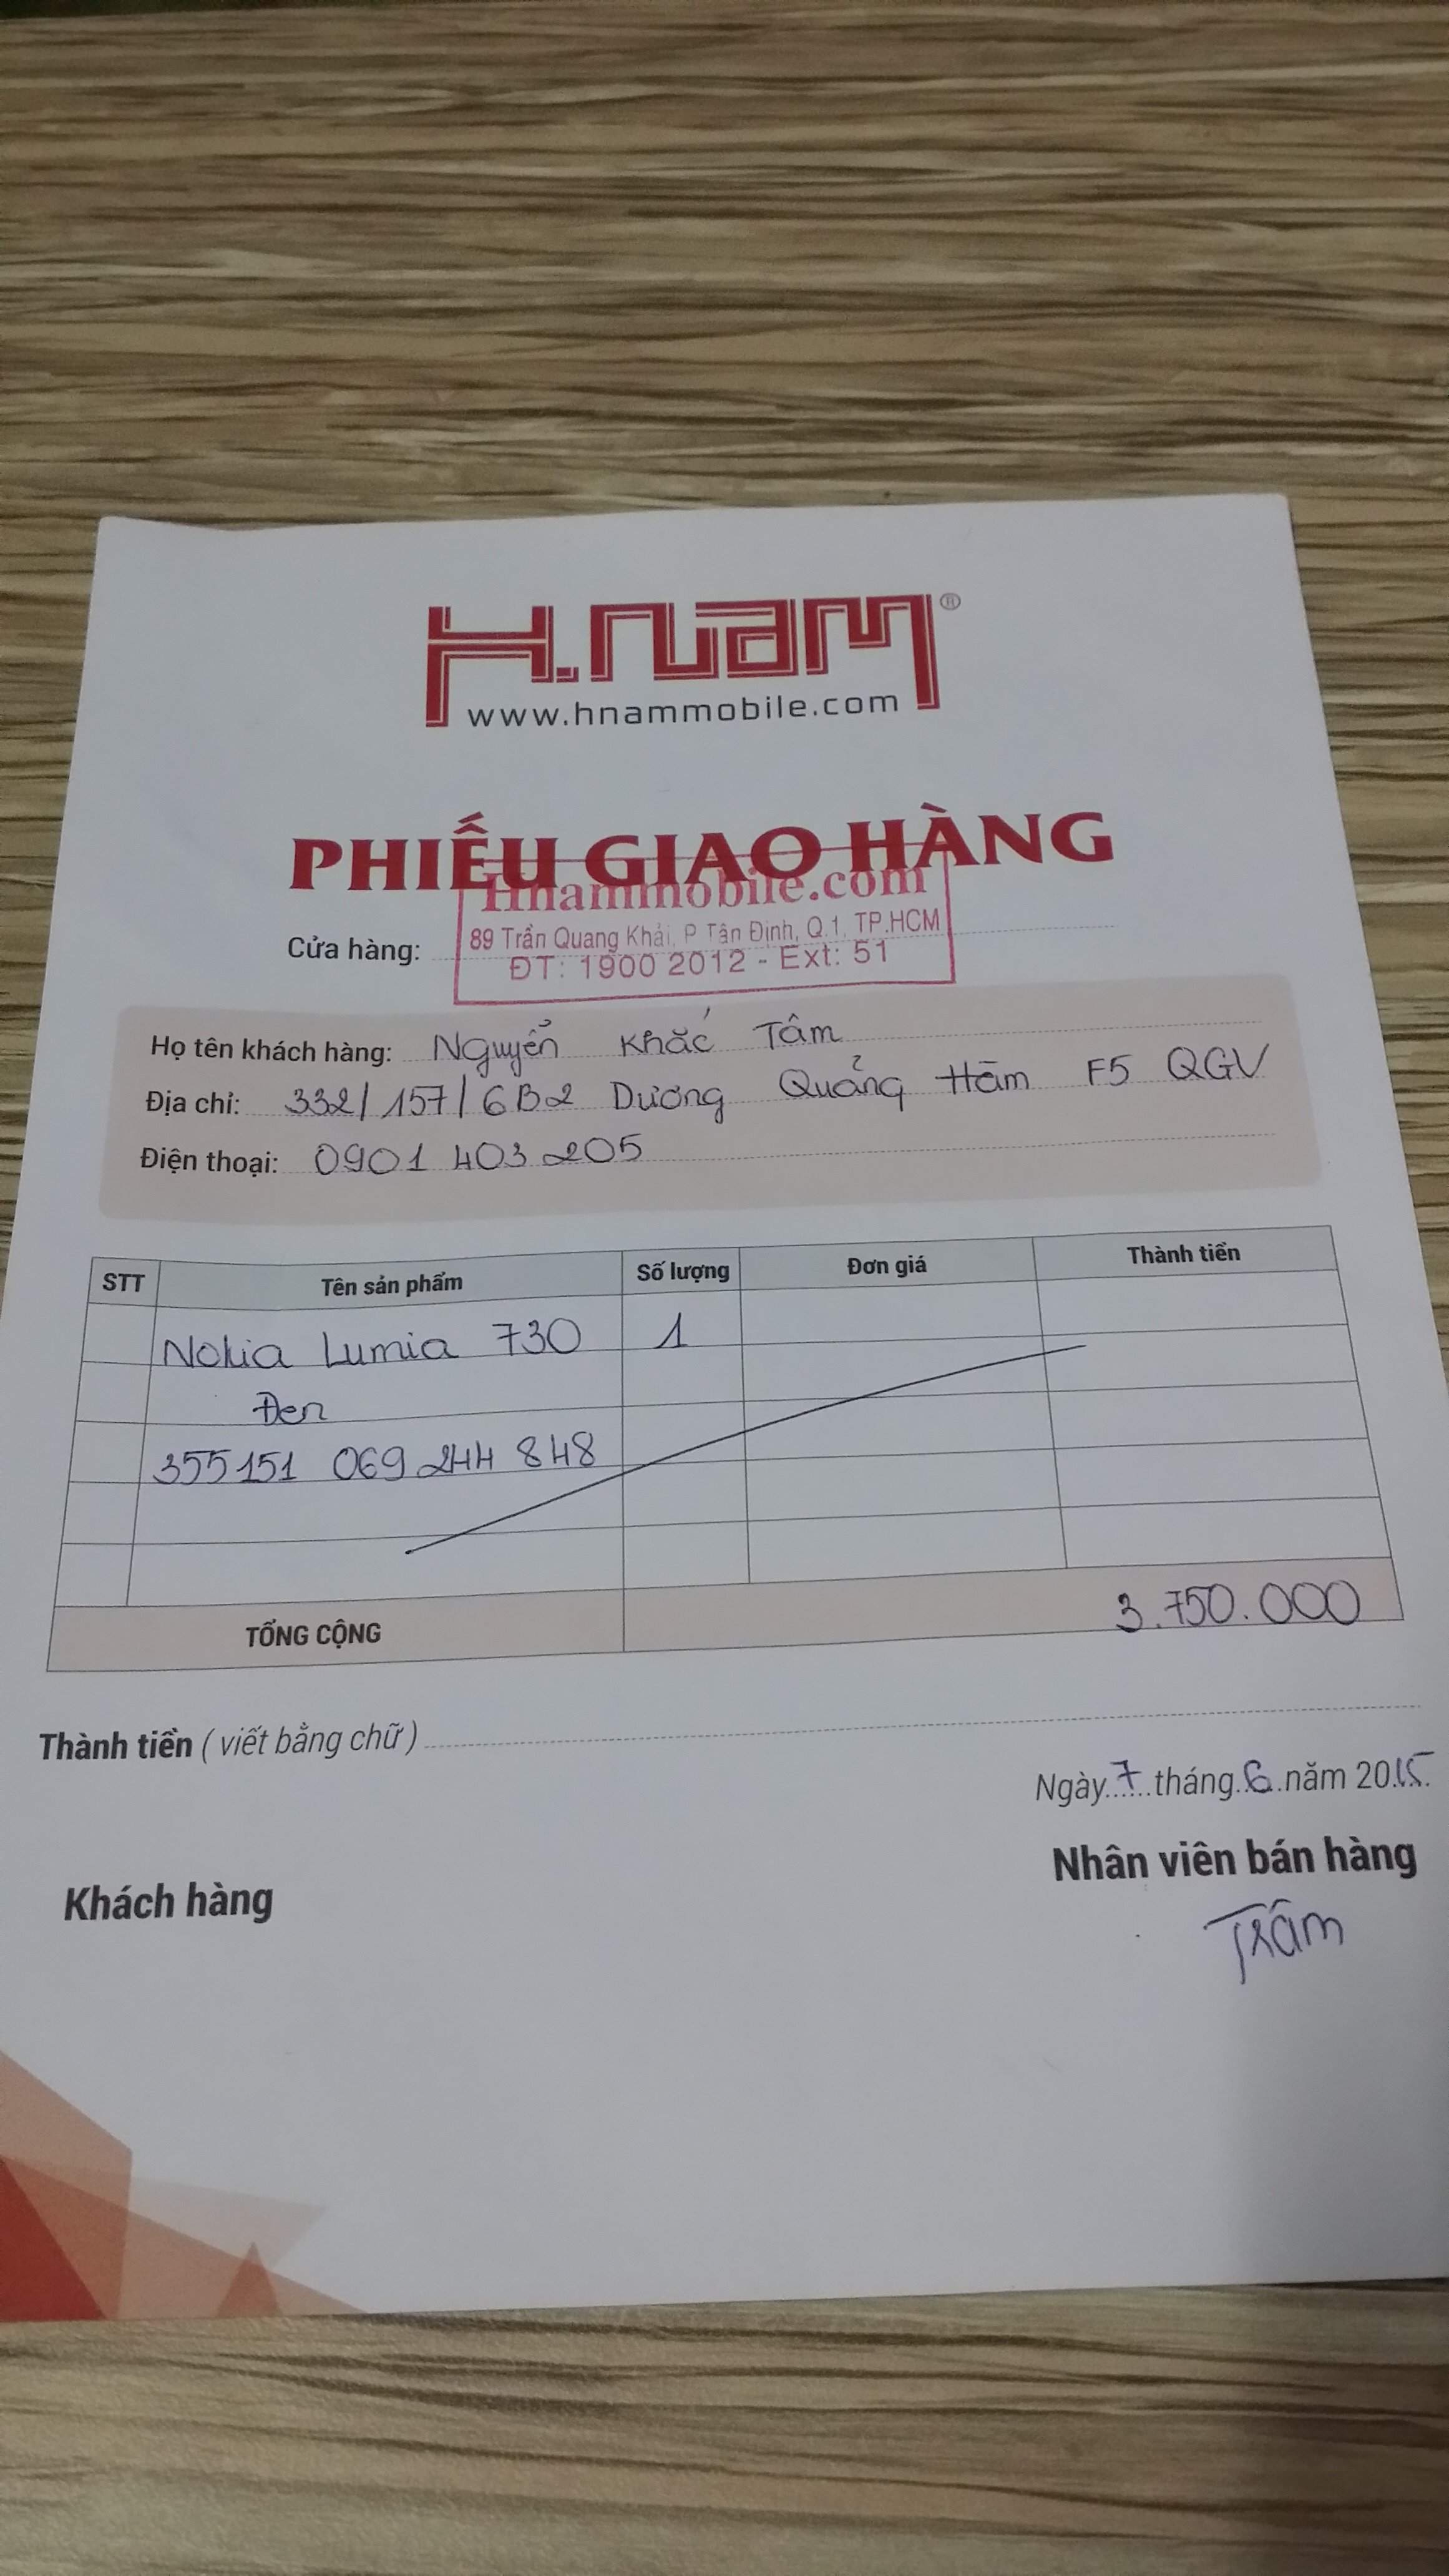 H.nam®
www.hnammobile.com
PHIẾU GIAO HÀNG
Hnammobile.com
Cửa hàng: 89 Trần Quang Khải, P Tân Định, Q.1, TP.HCM
ĐT: 1900 2012 - Ext: 51
Họ tên khách hàng: Nguyển Khắc Tâm
Địa chỉ: 332/157/6B2 Dương Quảng Hàm F5 QGV
Điện thoại: 0901 403 205
STT Tên sản phẩm Số lượng Đơn giá Thành tiền
Nokia Lumia 730 1
Đen
355151 069 244 848
TỔNG CỘNG 3.750.000
Thành tiền ( viết bằng chữ )
Ngày 7 tháng 6 năm 2015
Khách hàng Nhân viên bán hàng
Trâm